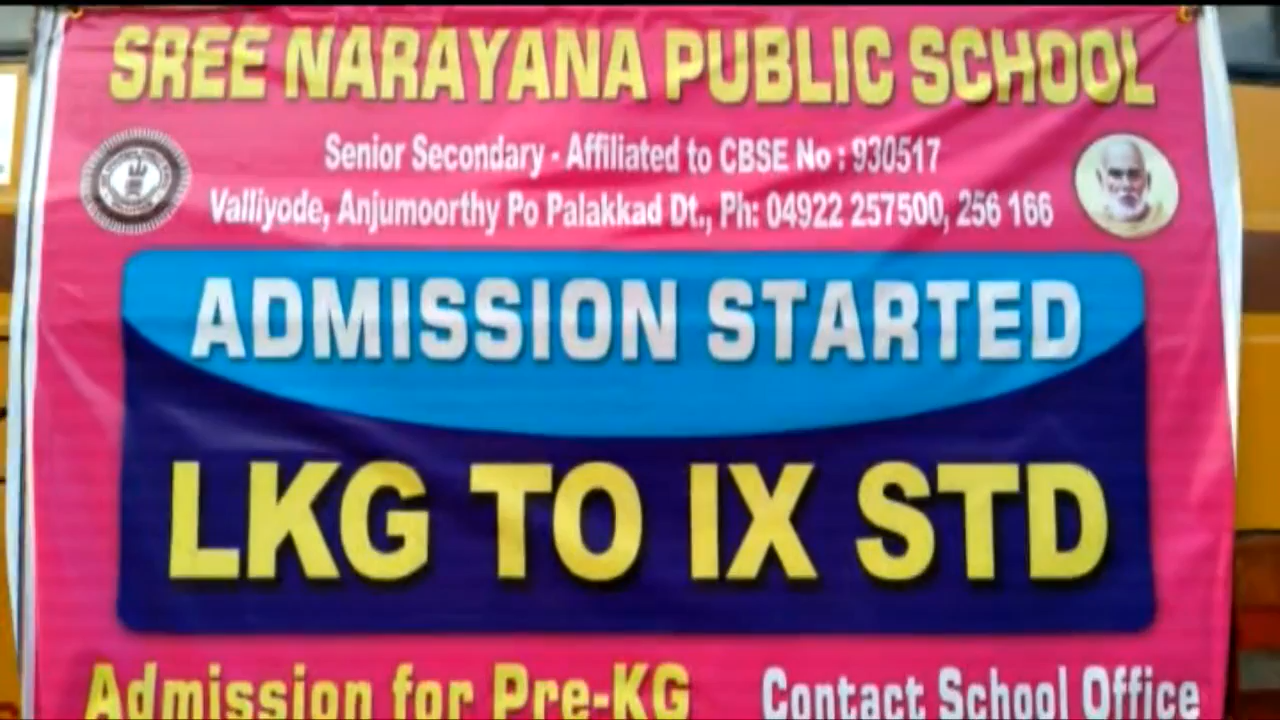 SREE NARAYANA PUBLIC SCHOOL
Senior Secondary - Affiliated to CBSE No : 930517
Valliyode, Anjumoorthy Po Palakkad Dt., Ph: 04922 257500, 256 166
ADMISSION STARTED
LKG TO IX STD
Admission for Pre-KG
Contact School Office